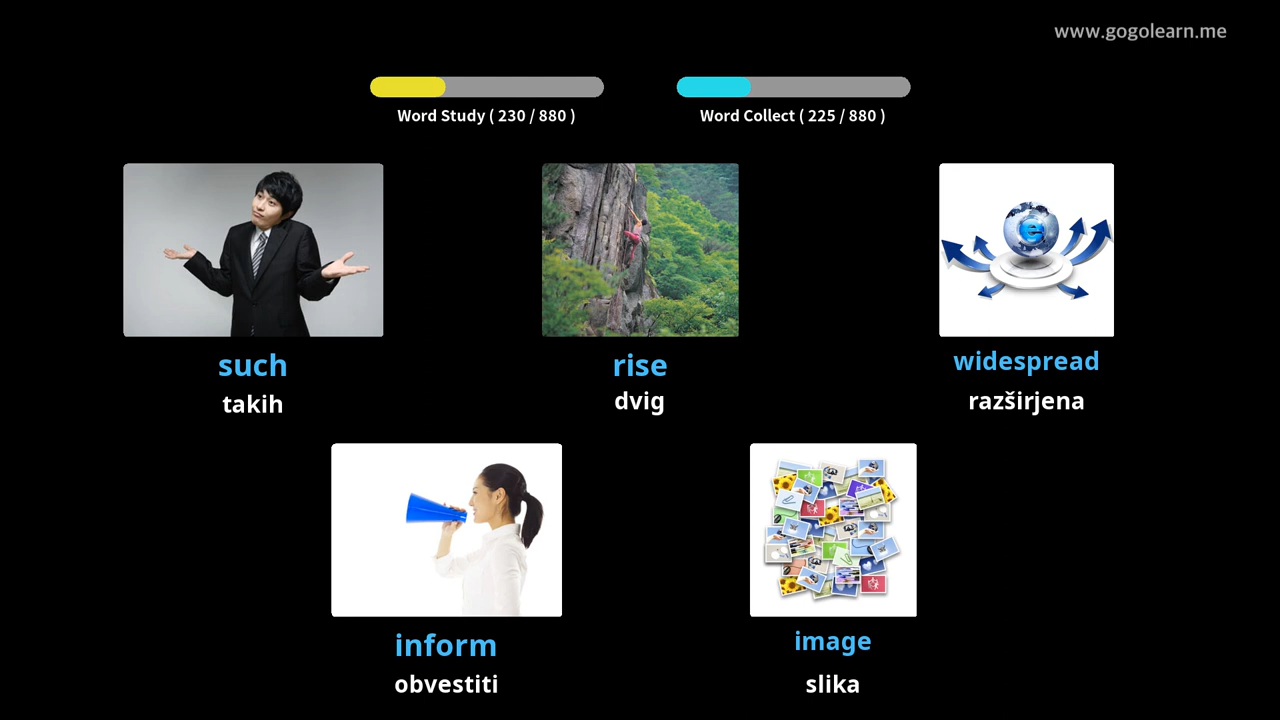 www.gogolearn.me
Word Study ( 230 / 880 )
Word Collect ( 225 / 880 )
such
takih
rise
dvig
widespread
razširjena
inform
obvestiti
image
slika